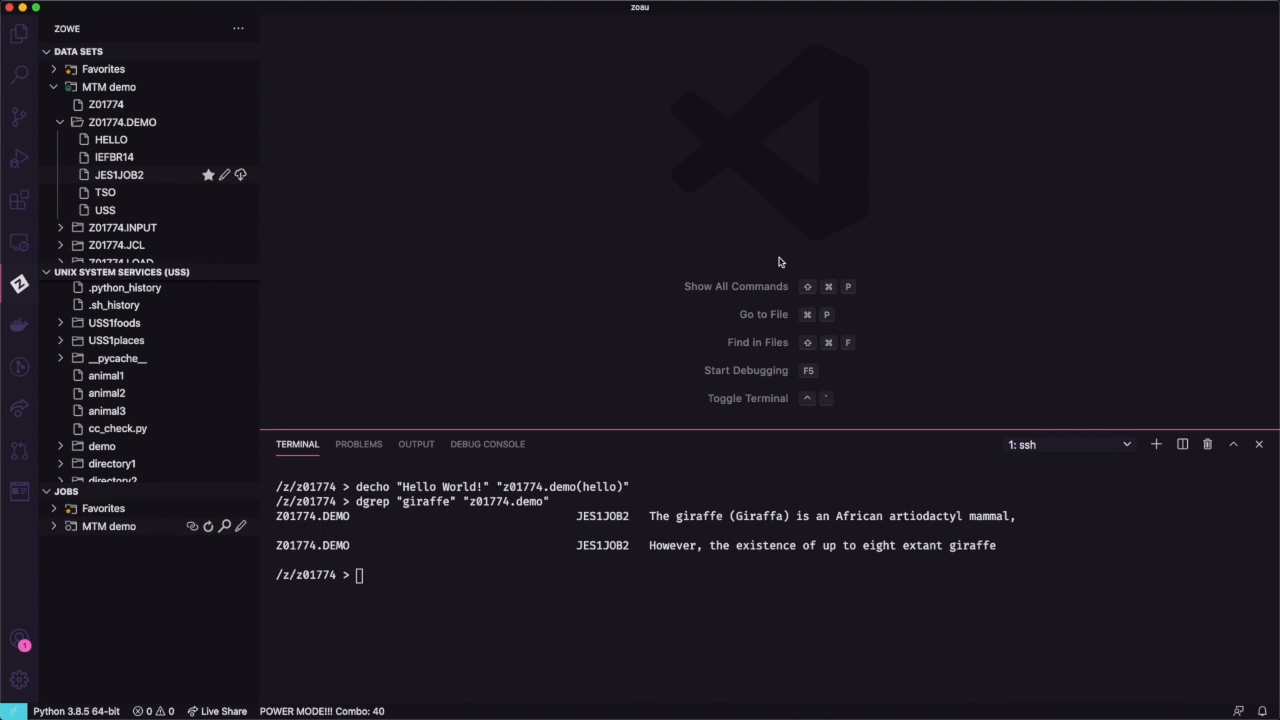 zoau
ZOWE
DATA SETS
Favorites
MTM demo
Z01774
Z01774.DEMO
HELLO
IEFBR14
JES1JOB2
TSO
USS
Z01774.INPUT
Z01774.JCL
Z01774.LOAD
UNIX SYSTEM SERVICES (USS)
.python_history
.sh_history
USS1foods
USS1places
__pycache__
animal1
animal2
animal3
cc_check.py
demo
directory1
directory2
JOBS
Favorites
MTM demo
Show All Commands ⇧ ⌘ P
Go to File ⌘ P
Find in Files ⇧ ⌘ F
Start Debugging F5
Toggle Terminal ^ `
TERMINAL PROBLEMS OUTPUT DEBUG CONSOLE 1: ssh
/z/z01774 > decho "Hello World!" "z01774.demo(hello)"
/z/z01774 > dgrep "giraffe" "z01774.demo"
Z01774.DEMO JES1JOB2 The giraffe (Giraffa) is an African artiodactyl mammal,
Z01774.DEMO JES1JOB2 However, the existence of up to eight extant giraffe
/z/z01774 >
1
Python 3.8.5 64-bit 0 0 Live Share POWER MODE!!! Combo: 40